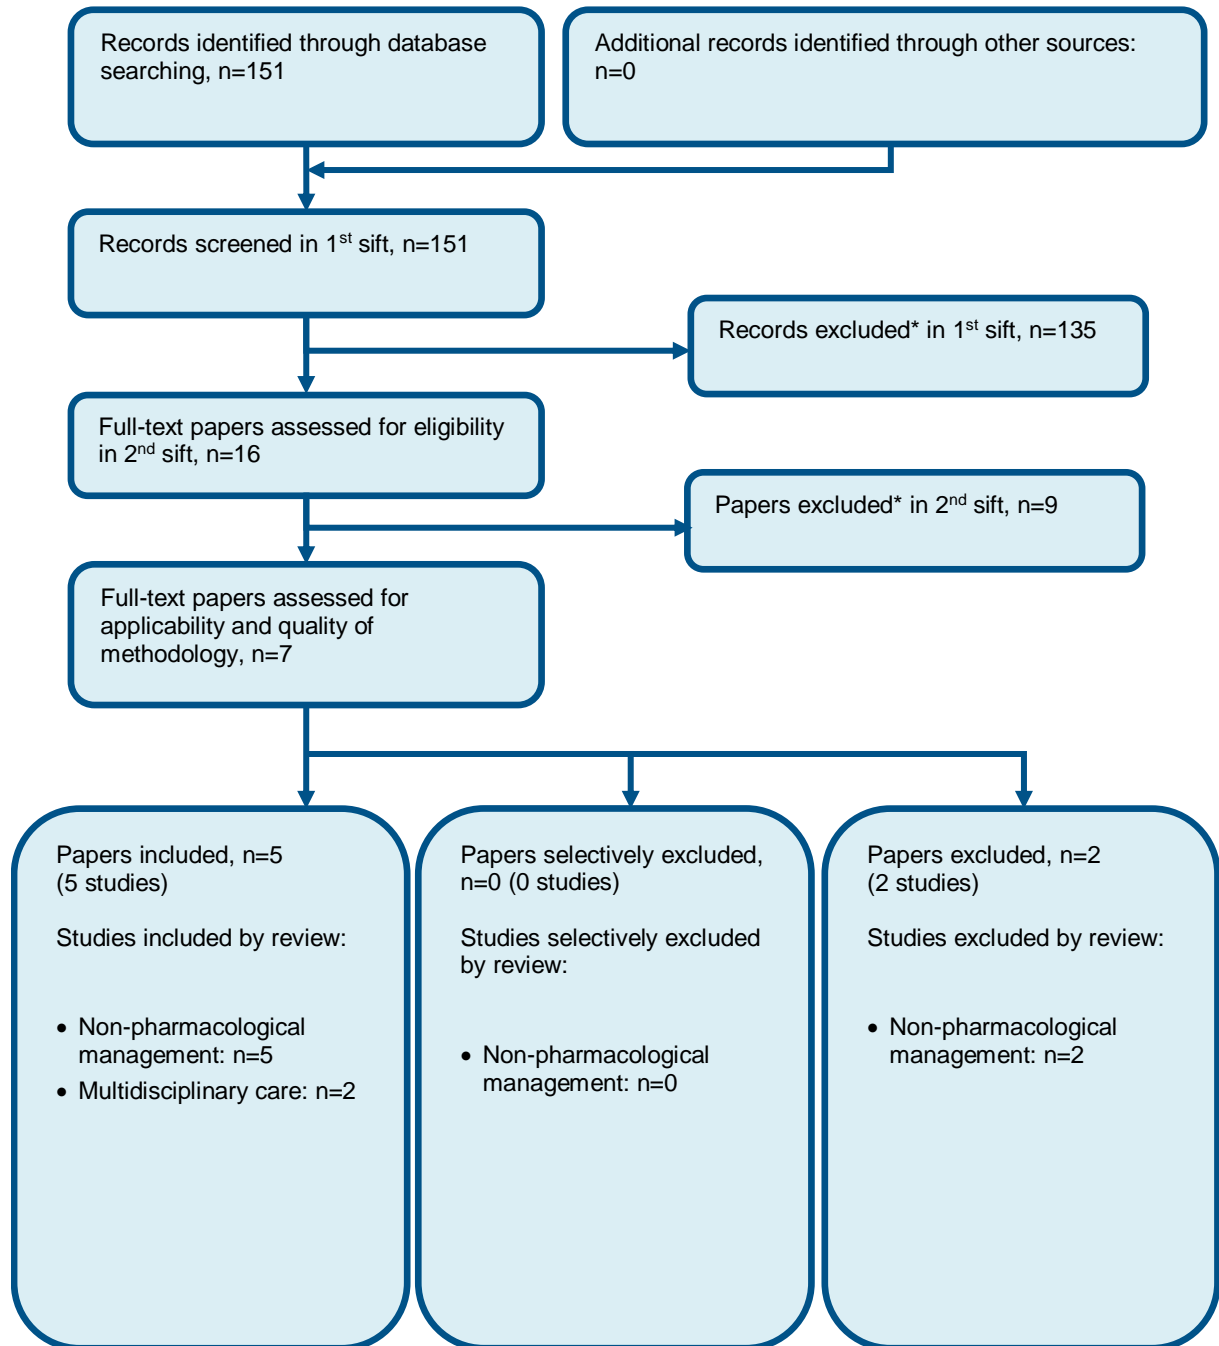 Records identified through database
searching, n=151
Additional records identified through other sources:
n=0
Records screened in 1st sift, n=151
Records excluded* in 1st sift, n=135
Full-text papers assessed for eligibility
in 2nd sift, n=16
Papers excluded* in 2nd sift, n=9
Full-text papers assessed for
applicability and quality of
methodology, n=7
Papers included, n=5
(5 studies)
Studies included by review:
• Non-pharmacological
management: n=5
• Multidisciplinary care: n=2
Papers selectively excluded,
n=0 (0 studies)
Studies selectively excluded
by review:
• Non-pharmacological
management: n=0
Papers excluded, n=2
(2 studies)
Studies excluded by review:
• Non-pharmacological
management: n=2